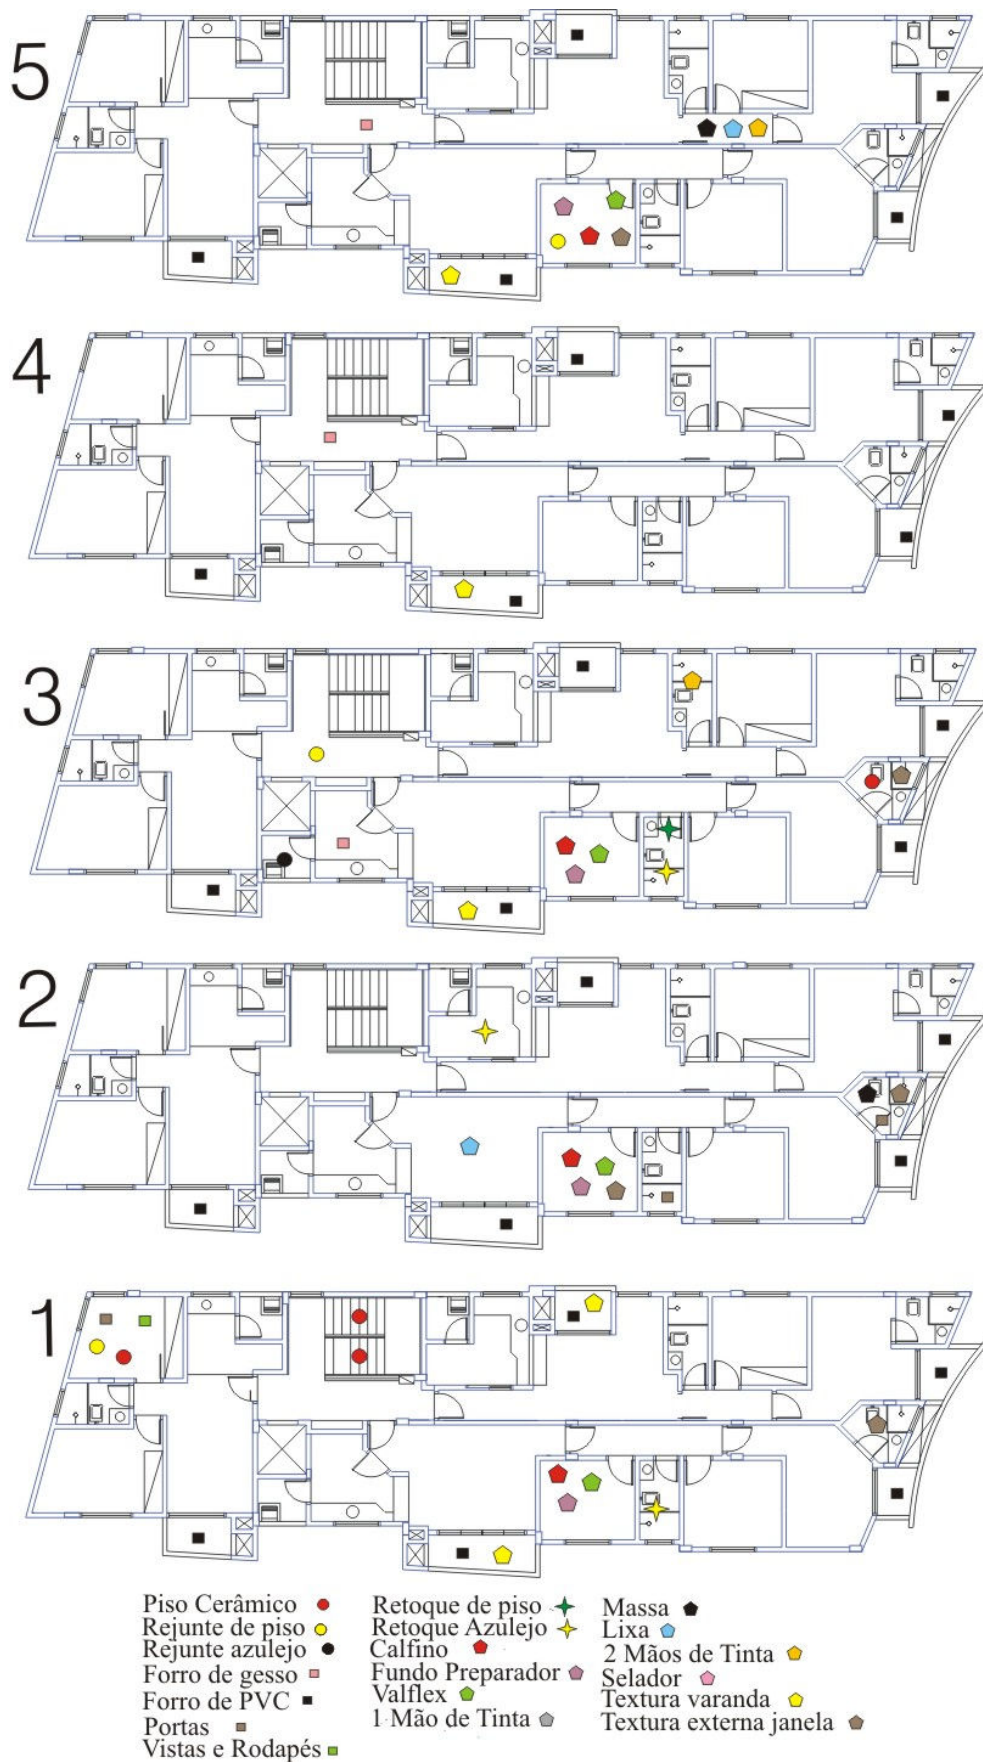 5
4
3
2
1
Piso Cerâmico
Rejunte de piso
Rejunte azulejo
Forro de gesso
Forro de PVC
Portas
Vistas e Rodapés
Retoque de piso
Retoque Azulejo
Calfino
Fundo Preparador
Valflex
1 Mão de Tinta
Massa
Lixa
2 Mãos de Tinta
Selador
Textura varanda
Textura externa janela